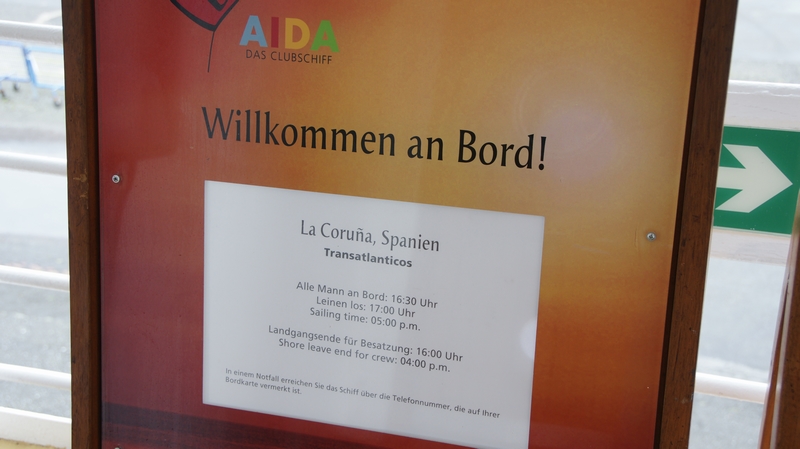 AIDA
DAS CLUBSCHIFF
Willkommen an Bord!
La Coruña, Spanien
Transatlanticos
Alle Mann an Bord: 16:30 Uhr
Leinen los: 17:00 Uhr
Sailing time: 05:00 p.m.
Landgangsende für Besatzung: 16:00 Uhr
Shore leave end for crew: 04:00 p.m.
In einem Notfall erreichen Sie das Schiff über die Telefonnummer, die auf Ihrer
Bordkarte vermerkt ist.